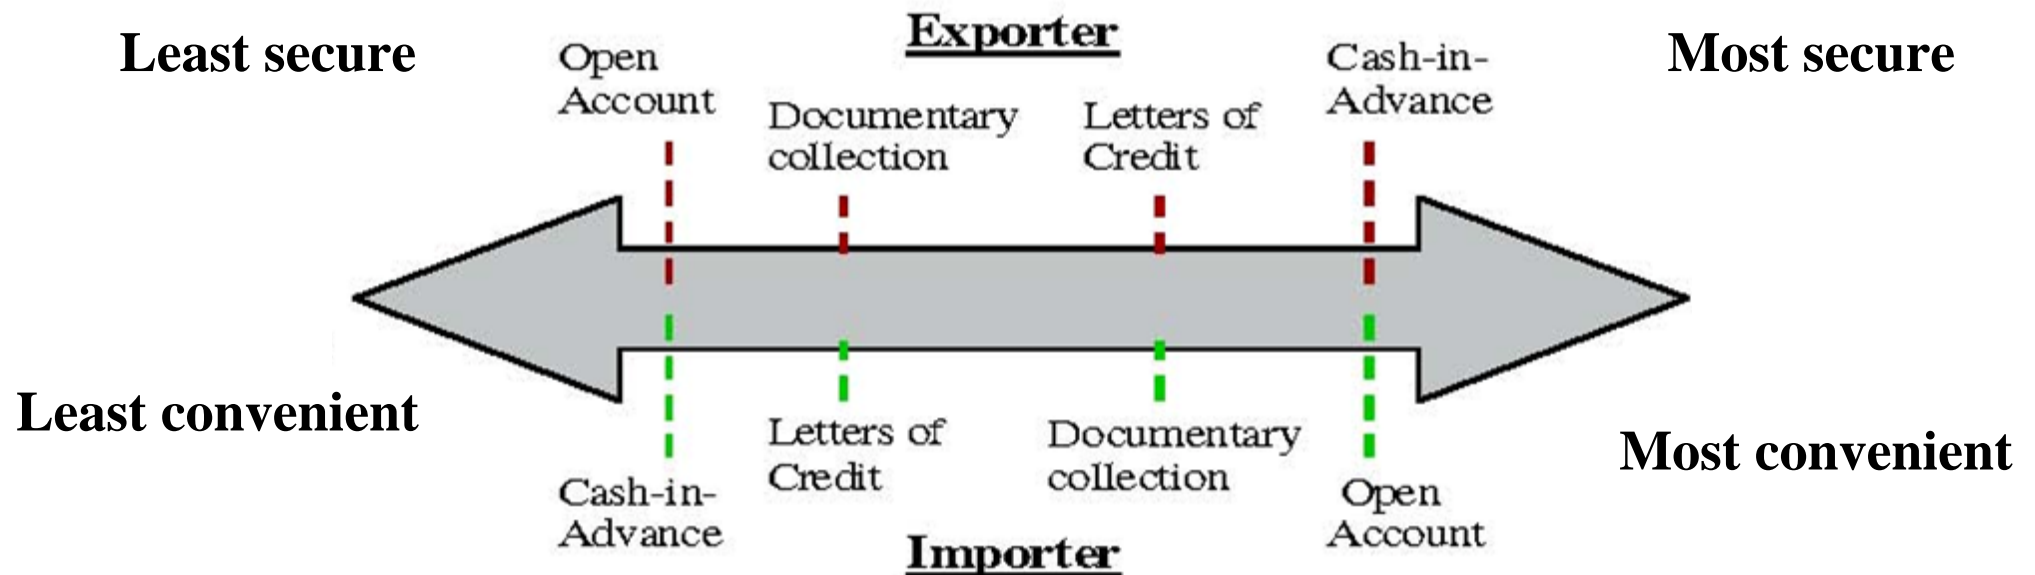 Exporter
Least secure
Open
Account
Documentary
collection
Letters of
Credit
Cash-in-
Advance
Most secure
Least convenient
Cash-in-
Advance
Letters of
Credit
Documentary
collection
Open
Account
Most convenient
Importer